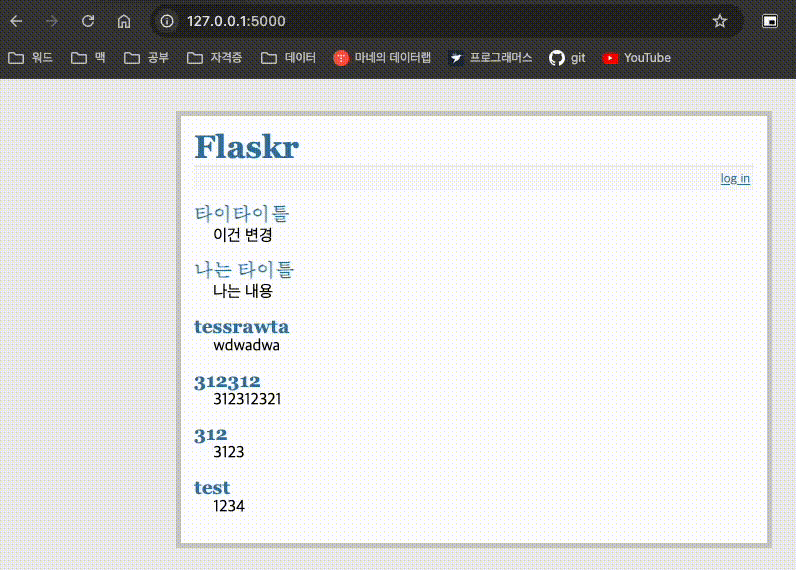 127.0.0.1:5000
워드 맥 공부 자격증 데이터 마네의 데이터랩 프로그래머스 git YouTube
Flaskr
log in
타이타이틀
이건 변경
나는 타이틀
나는 내용
tessrawta
wdwadwa
312312
312312321
312
3123
test
1234